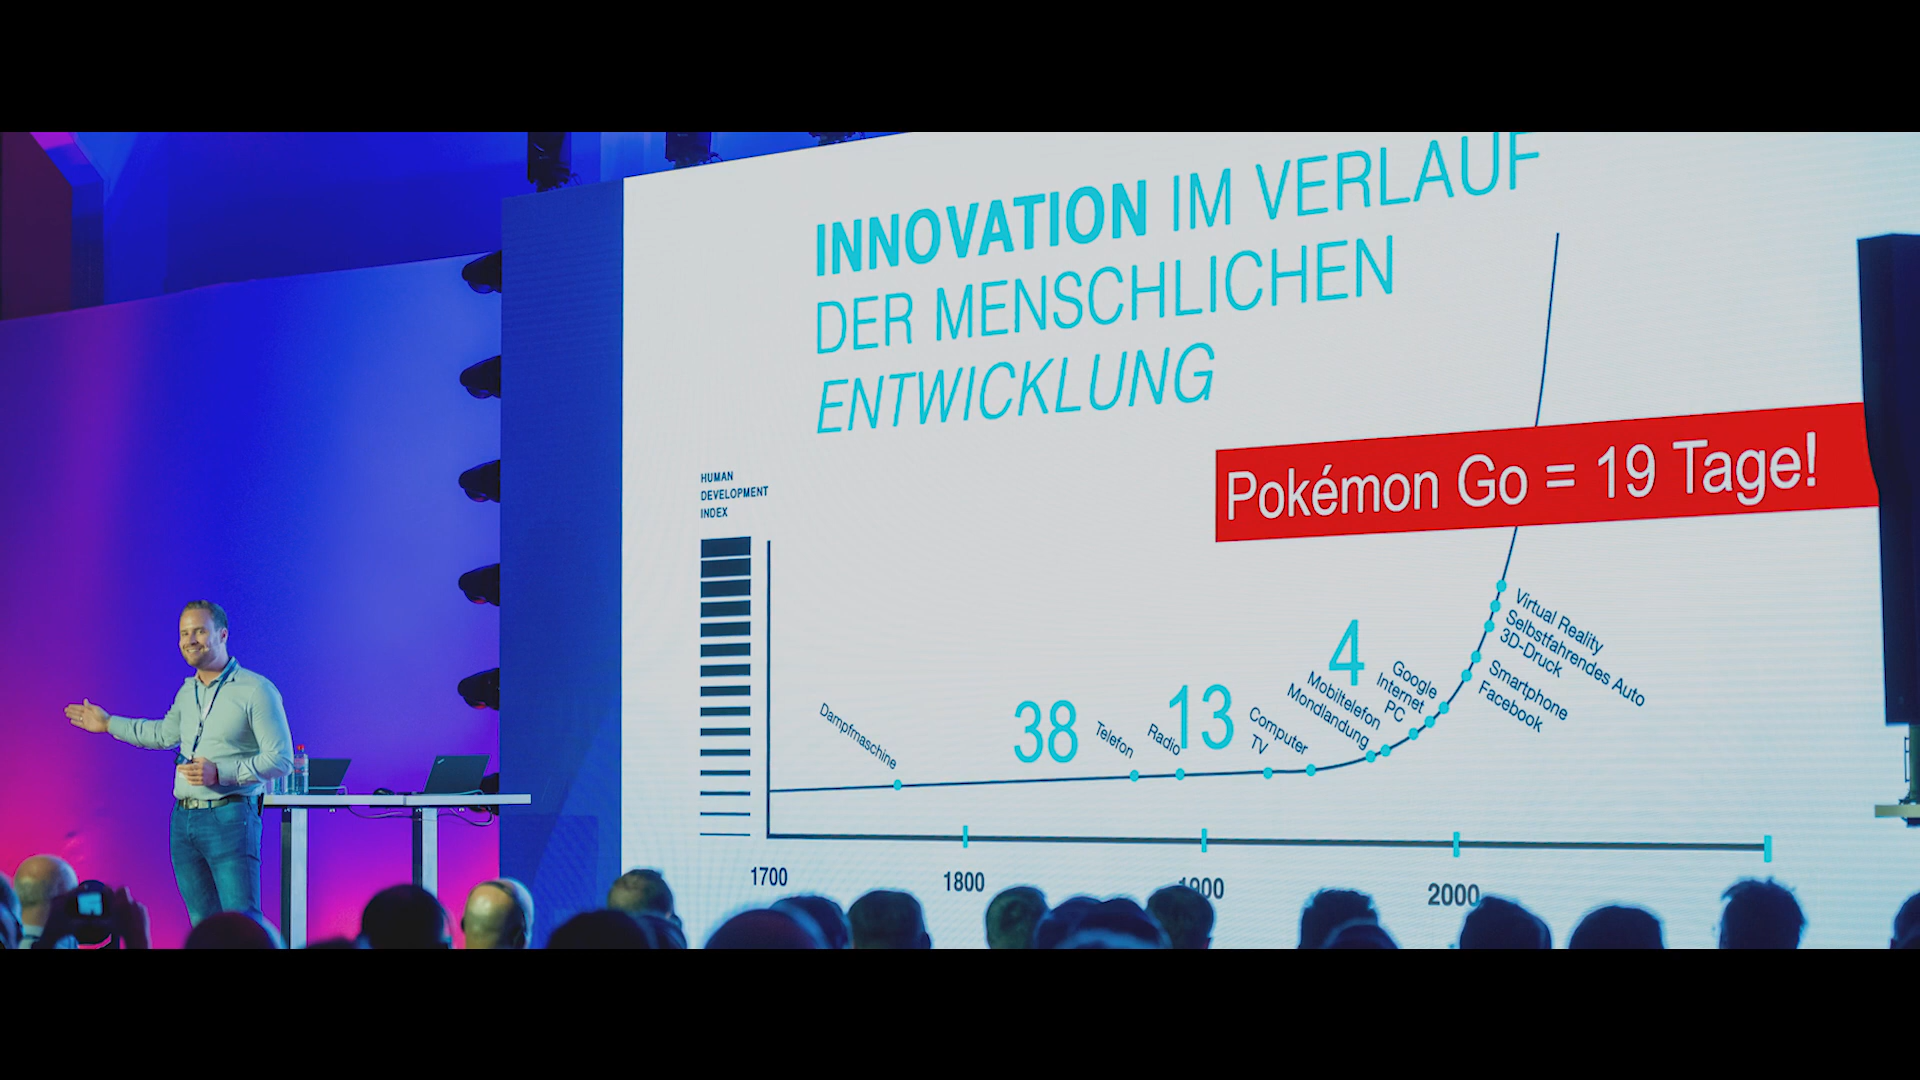 INNOVATION IM VERLAUF
DER MENSCHLICHEN
ENTWICKLUNG
HUMAN
DEVELOPMENT
INDEX
Pokémon Go = 19 Tage!
Dampfmaschine
38
Telefon
Radio
13
Computer
TV
4
Mobiltelefon
Mondlandung
Google
Internet
PC
Virtual Reality
Selbstfahrendes Auto
3D-Druck
Smartphone
Facebook
1700
1800
1900
2000